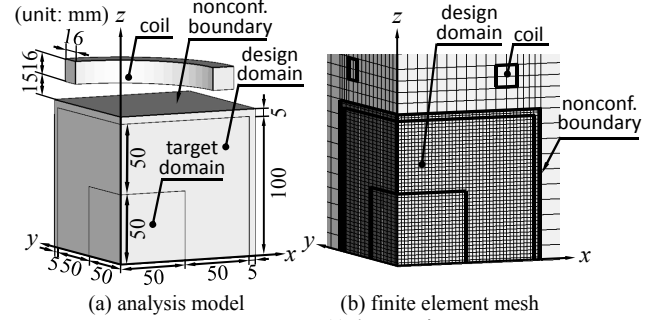 (unit: mm)
z
16
coil
design
domain
nonconf.
boundary
16
15
5
50
target
domain
100
50
y
x
5
50
50
50
50
5
(a) analysis model
z
design
domain
coil
nonconf.
boundary
y
x
(b) finite element mesh